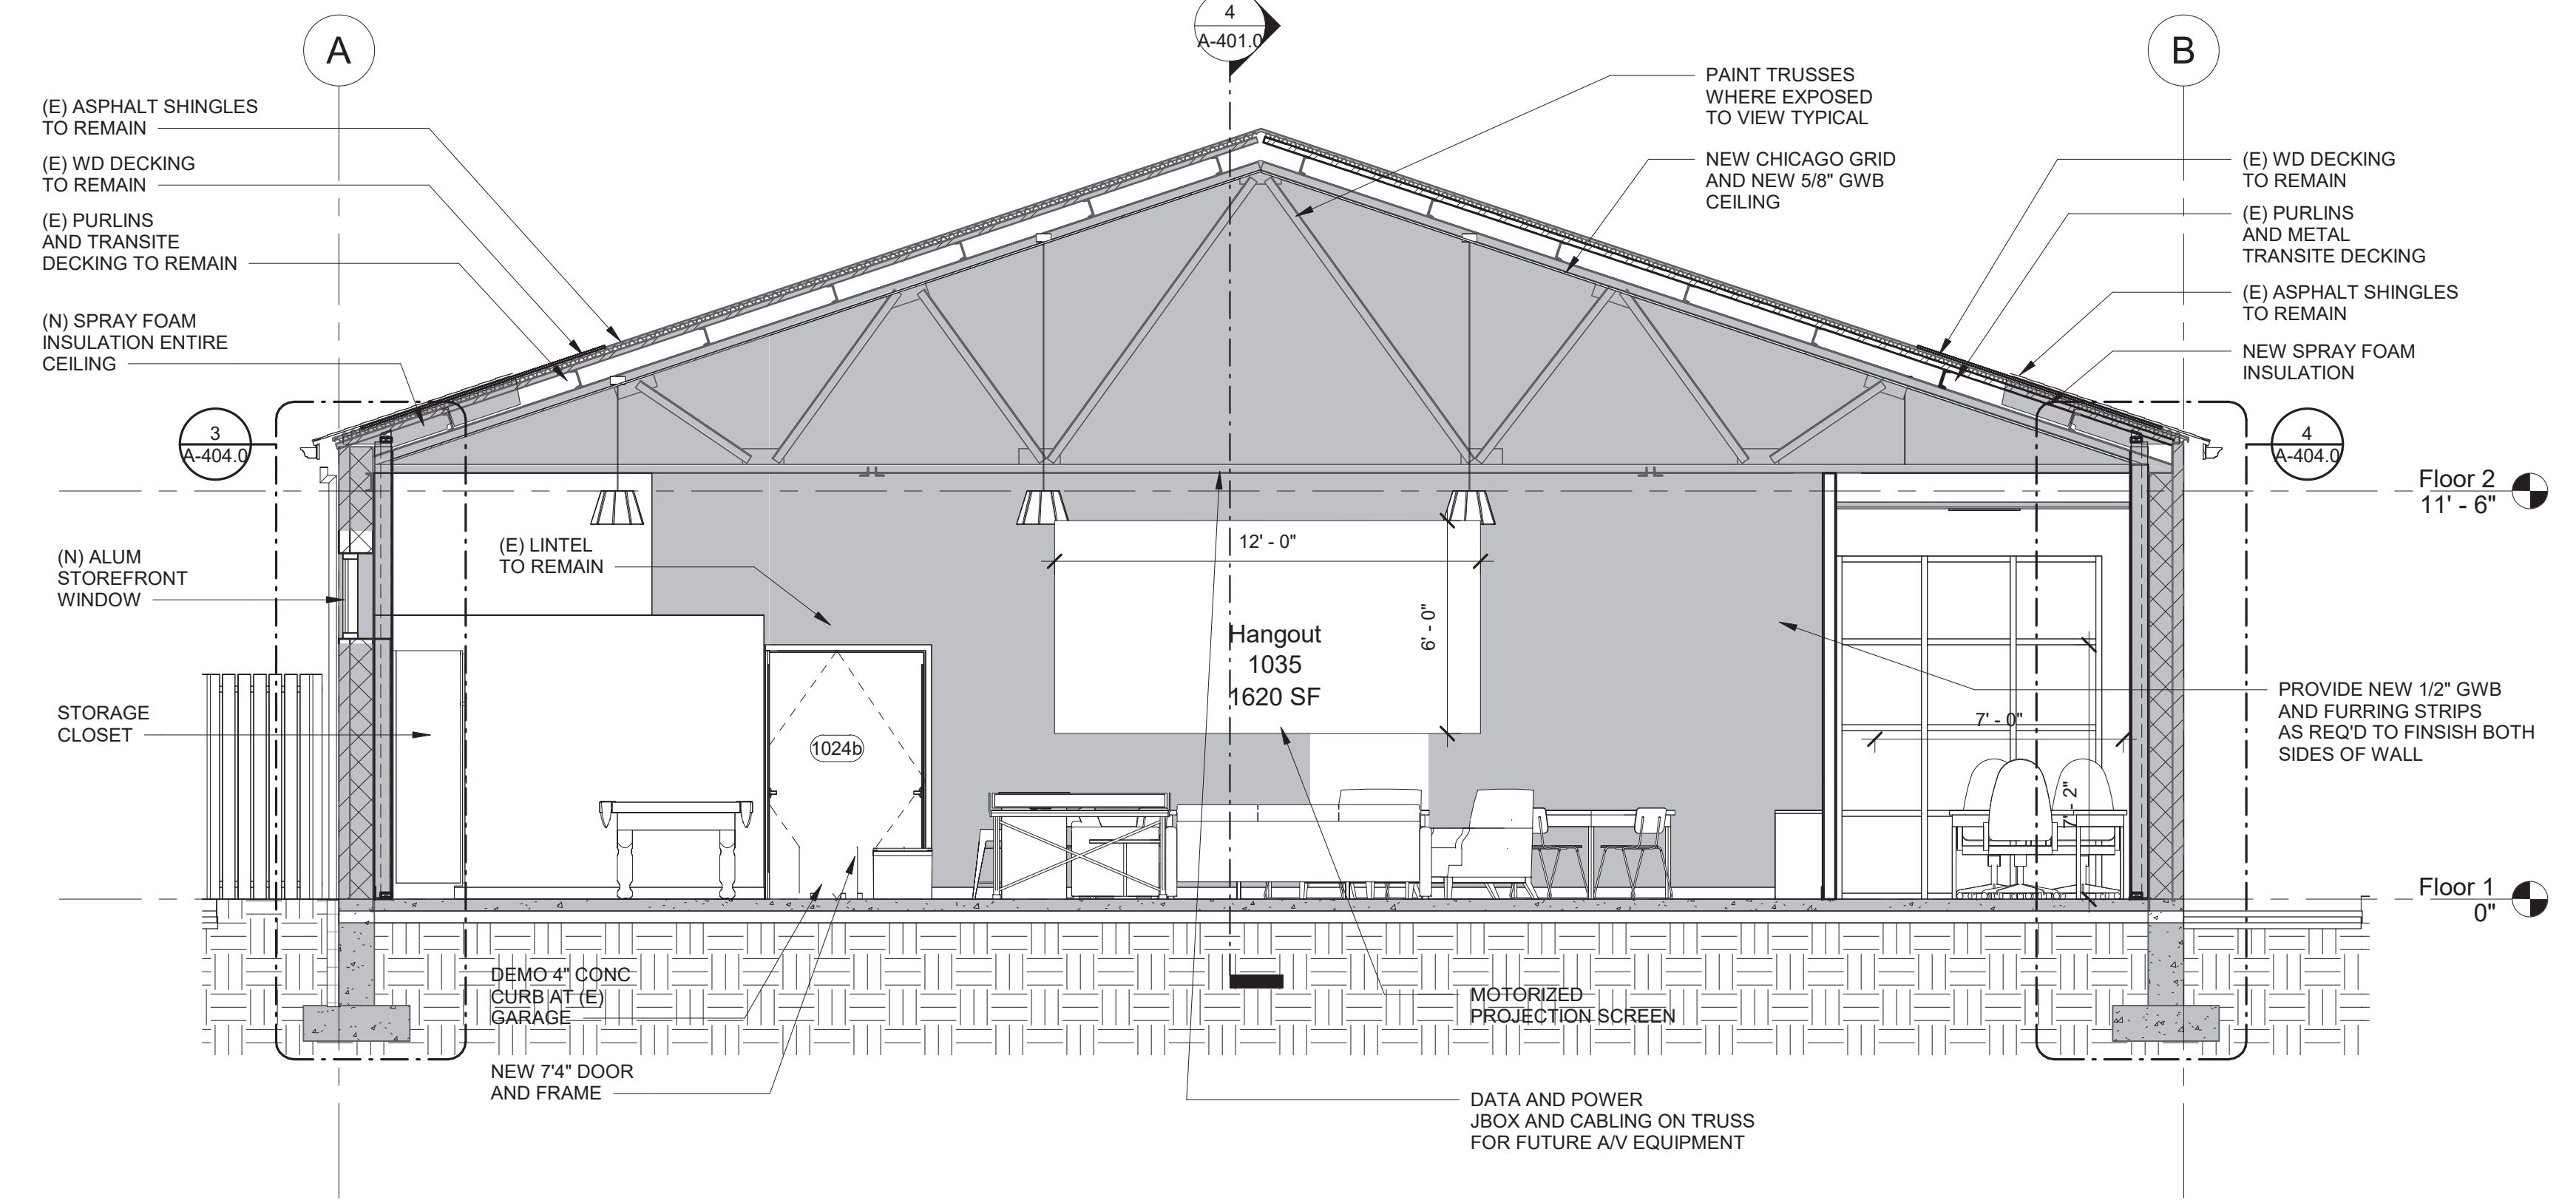 4
A-401.0
A
B
(E) ASPHALT SHINGLES
TO REMAIN
(E) WD DECKING
TO REMAIN
(E) PURLINS
AND TRANSITE
DECKING TO REMAIN
(N) SPRAY FOAM
INSULATION ENTIRE
CEILING
PAINT TRUSSES
WHERE EXPOSED
TO VIEW TYPICAL
NEW CHICAGO GRID
AND NEW 5/8" GWB
CEILING
(E) WD DECKING
TO REMAIN
(E) PURLINS
AND METAL
TRANSITE DECKING
(E) ASPHALT SHINGLES
TO REMAIN
NEW SPRAY FOAM
INSULATION
3
A-404.0
4
A-404.0
Floor 2
11' - 6"
(N) ALUM
STOREFRONT
WINDOW
(E) LINTEL
TO REMAIN
12' - 0"
6' - 0"
Hangout
1035
1620 SF
STORAGE
CLOSET
1024b
7' - 0"
7' - 2"
PROVIDE NEW 1/2" GWB
AND FURRING STRIPS
AS REQ'D TO FINSISH BOTH
SIDES OF WALL
Floor 1
0"
DEMO 4" CONC
CURB AT (E)
GARAGE
MOTORIZED
PROJECTION SCREEN
NEW 7'4" DOOR
AND FRAME
DATA AND POWER
JBOX AND CABLING ON TRUSS
FOR FUTURE A/V EQUIPMENT